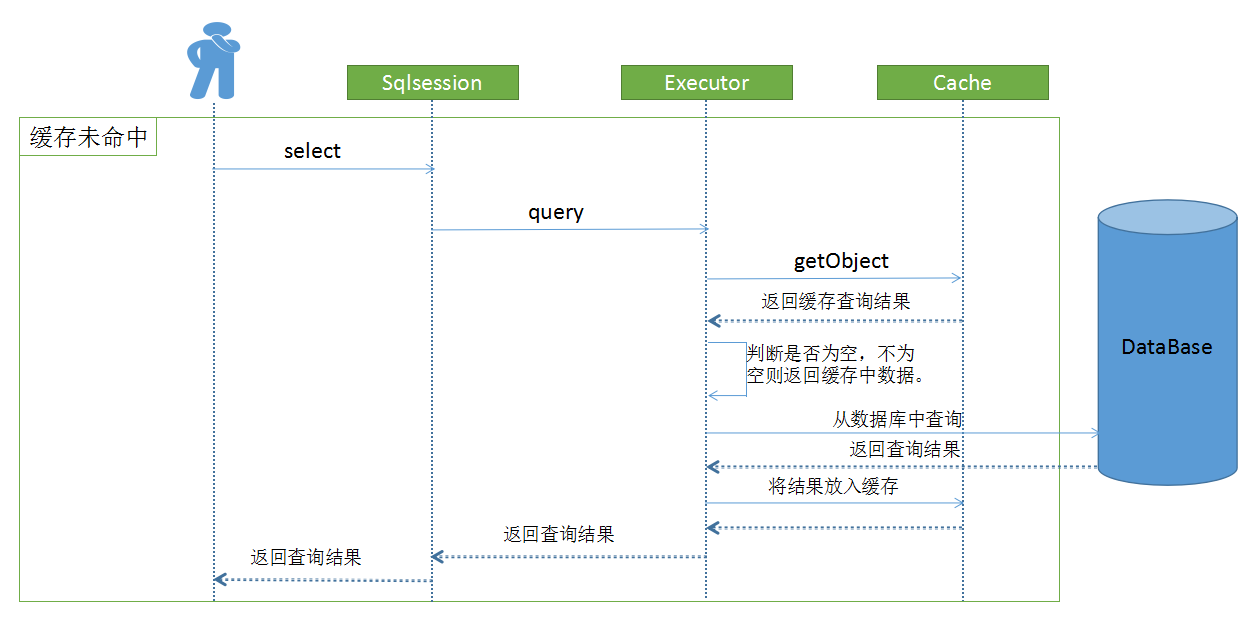 Sqlsession
Executor
Cache
缓存未命中
select
query
getObject
返回缓存查询结果
判断是否为空，不为
空则返回缓存中数据。
DataBase
从数据库中查询
返回查询结果
将结果放入缓存
返回查询结果
返回查询结果